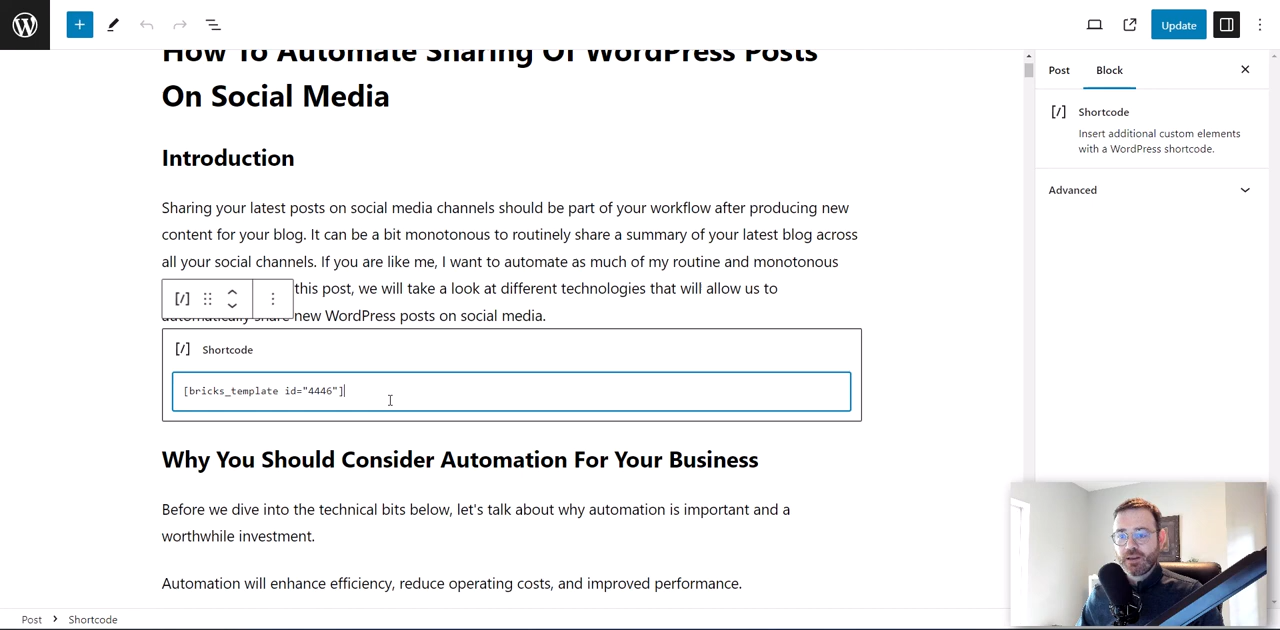 Update
How To Automate Sharing Of WordPress Posts
On Social Media
Post
Block
Shortcode
Insert additional custom elements
with a WordPress shortcode.
Advanced
Introduction
Sharing your latest posts on social media channels should be part of your workflow after producing new
content for your blog. It can be a bit monotonous to routinely share a summary of your latest blog across
all your social channels. If you are like me, I want to automate as much of my routine and monotonous
this post, we will take a look at different technologies that will allow us to
automatically share new WordPress posts on social media.
[/] Shortcode
[bricks_template id="4446"]
Why You Should Consider Automation For Your Business
Before we dive into the technical bits below, let's talk about why automation is important and a
worthwhile investment.
Automation will enhance efficiency, reduce operating costs, and improved performance.
Post > Shortcode